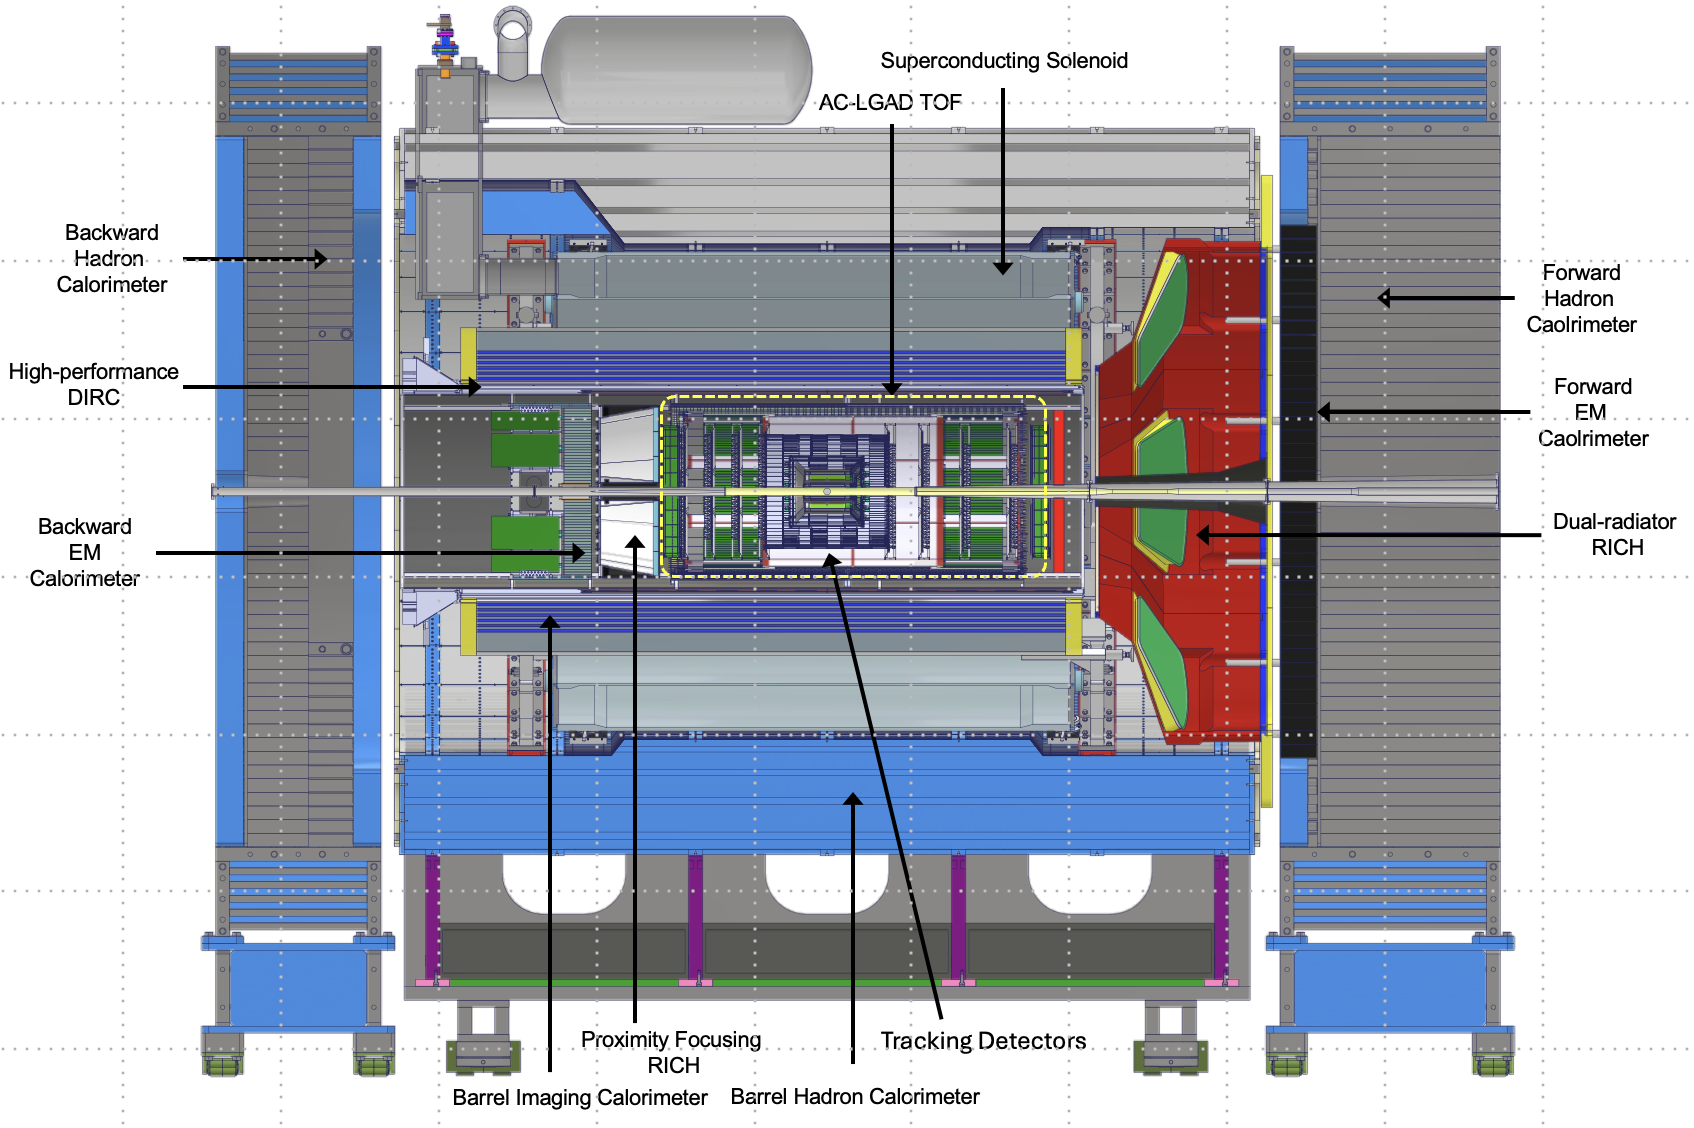 Superconducting Solenoid
AC-LGAD TOF
Backward
Hadron
Calorimeter
Forward
Hadron
Caolrimeter
High-performance
DIRC
Forward
EM
Caolrimeter
Backward
EM
Calorimeter
Dual-radiator
RICH
Proximity Focusing
RICH
Tracking Detectors
Barrel Imaging Calorimeter
Barrel Hadron Calorimeter